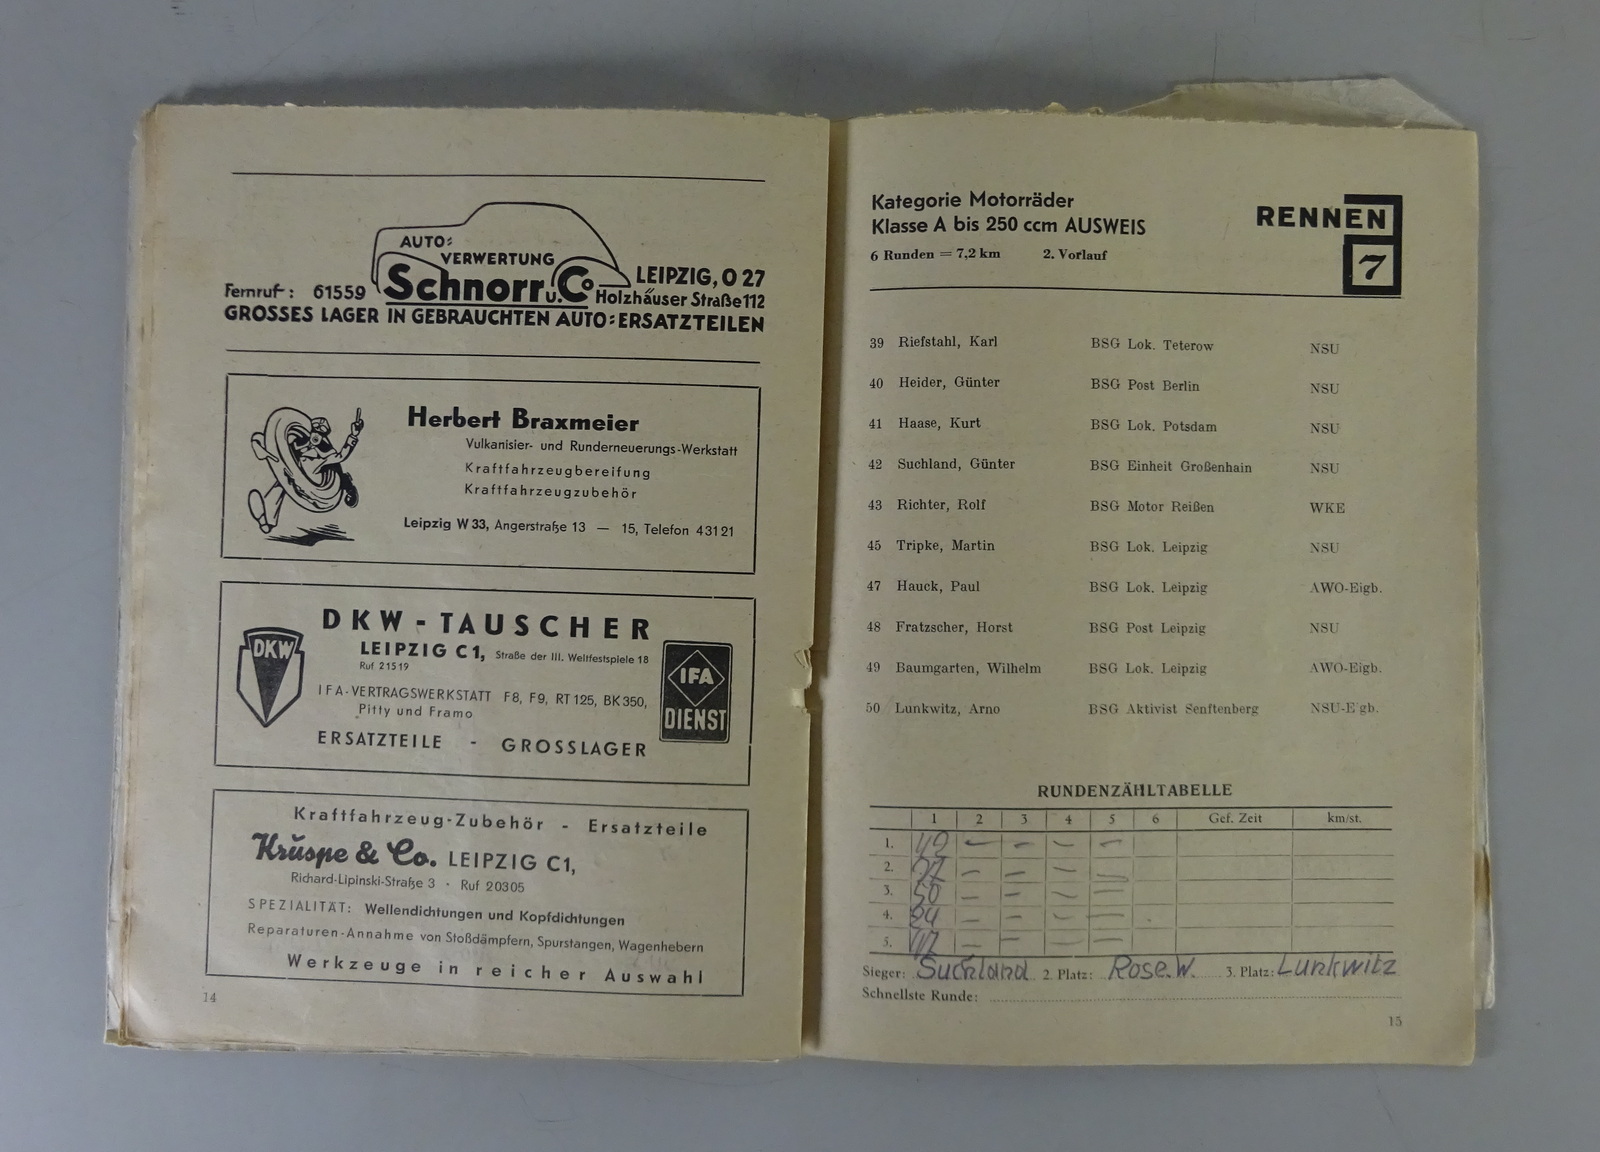 AUTO-
VERWERTUNG
Schnorr u. Co
LEIPZIG, O 27
Fernruf: 61559
Holzhäuser Straße 112
GROSSES LAGER IN GEBRAUCHTEN AUTO-ERSATZTEILEN
Herbert Braxmeier
Vulkanisier- und Runderneuerungs-Werkstatt
Kraftfahrzeugbereifung
Kraftfahrzeugzubehör
Leipzig W 33, Angerstraße 13 — 15, Telefon 43121
DKW
DKW - TAUSCHER
LEIPZIG C 1, Straße der III. Weltfestspiele 18
Ruf 21519
IFA-VERTRAGSWERKSTATT F8, F9, RT 125, BK 350,
Pitty und Framo
ERSATZTEILE - GROSSLAGER
IFA
DIENST
Kraftfahrzeug-Zubehör - Ersatzteile
Kruspe & Co. LEIPZIG C1,
Richard-Lipinski-Straße 3 · Ruf 20305
SPEZIALITÄT: Wellendichtungen und Kopfdichtungen
Reparaturen-Annahme von Stoßdämpfern, Spurstangen, Wagenhebern
Werkzeuge in reicher Auswahl
14
Kategorie Motorräder
Klasse A bis 250 ccm AUSWEIS
6 Runden = 7,2 km 2. Vorlauf
RENNEN
7
39 Riefstahl, Karl BSG Lok. Teterow NSU
40 Heider, Günter BSG Post Berlin NSU
41 Haase, Kurt BSG Lok. Potsdam NSU
42 Suchland, Günter BSG Einheit Großenhain NSU
43 Richter, Rolf BSG Motor Reißen WKE
45 Tripke, Martin BSG Lok. Leipzig NSU
47 Hauck, Paul BSG Lok. Leipzig AWO-Eigb.
48 Fratzscher, Horst BSG Post Leipzig NSU
49 Baumgarten, Wilhelm BSG Lok. Leipzig AWO-Eigb.
50 Lunkwitz, Arno BSG Aktivist Senftenberg NSU-E gb.
RUNDENZÄHLTABELLE
1 2 3 4 5 6 Gef. Zeit km/st.
1. — — — —
2. — — — —
3. 50 — — — —
4. — — — —
5. — — — —
Sieger: Suchland 2. Platz: Rose. W. 3. Platz: Lunkwitz
Schnellste Runde:
15